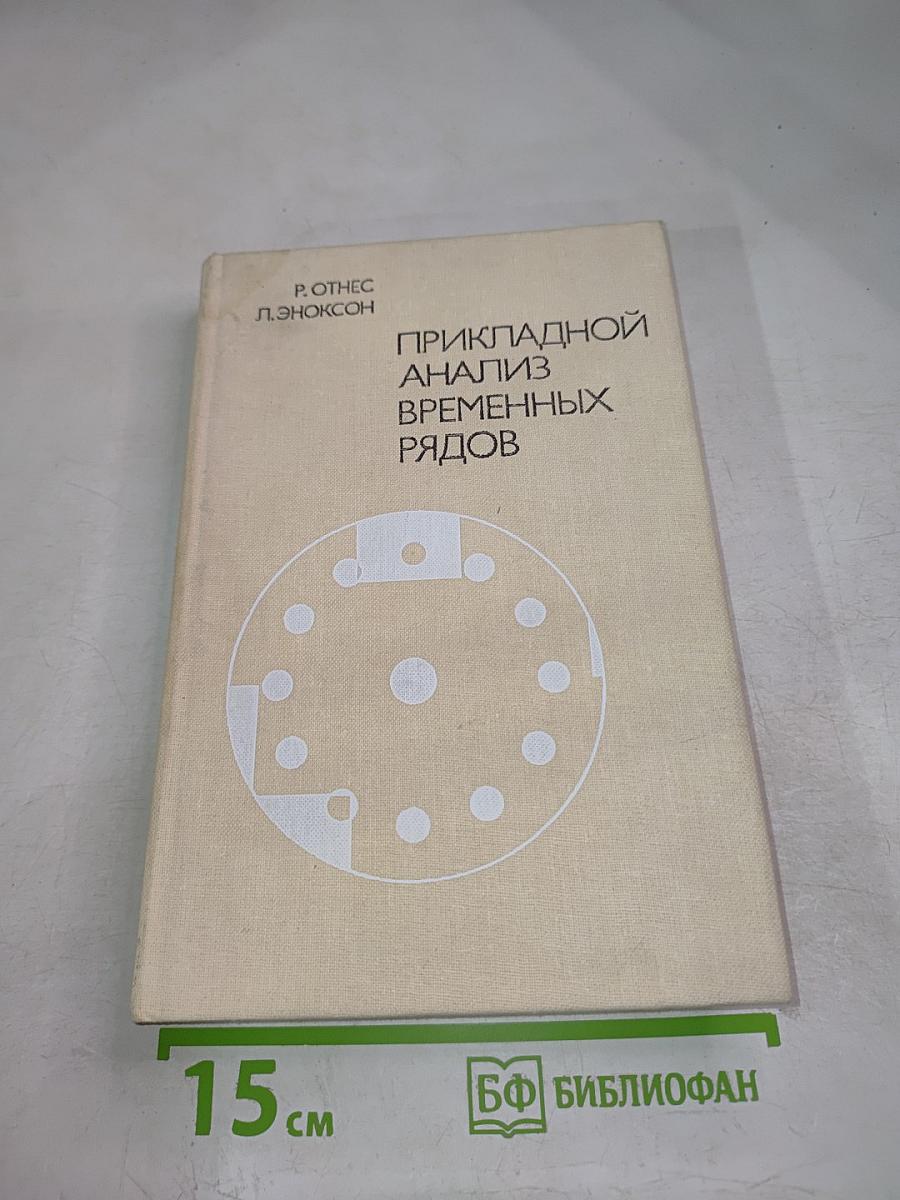 Р. ОТНЕС
Л. ЭНОКСОН
ПРИКЛАДНОЙ
АНАЛИЗ
ВРЕМЕННЫХ
РЯДОВ
15 см
БФ БИБЛИОФАН